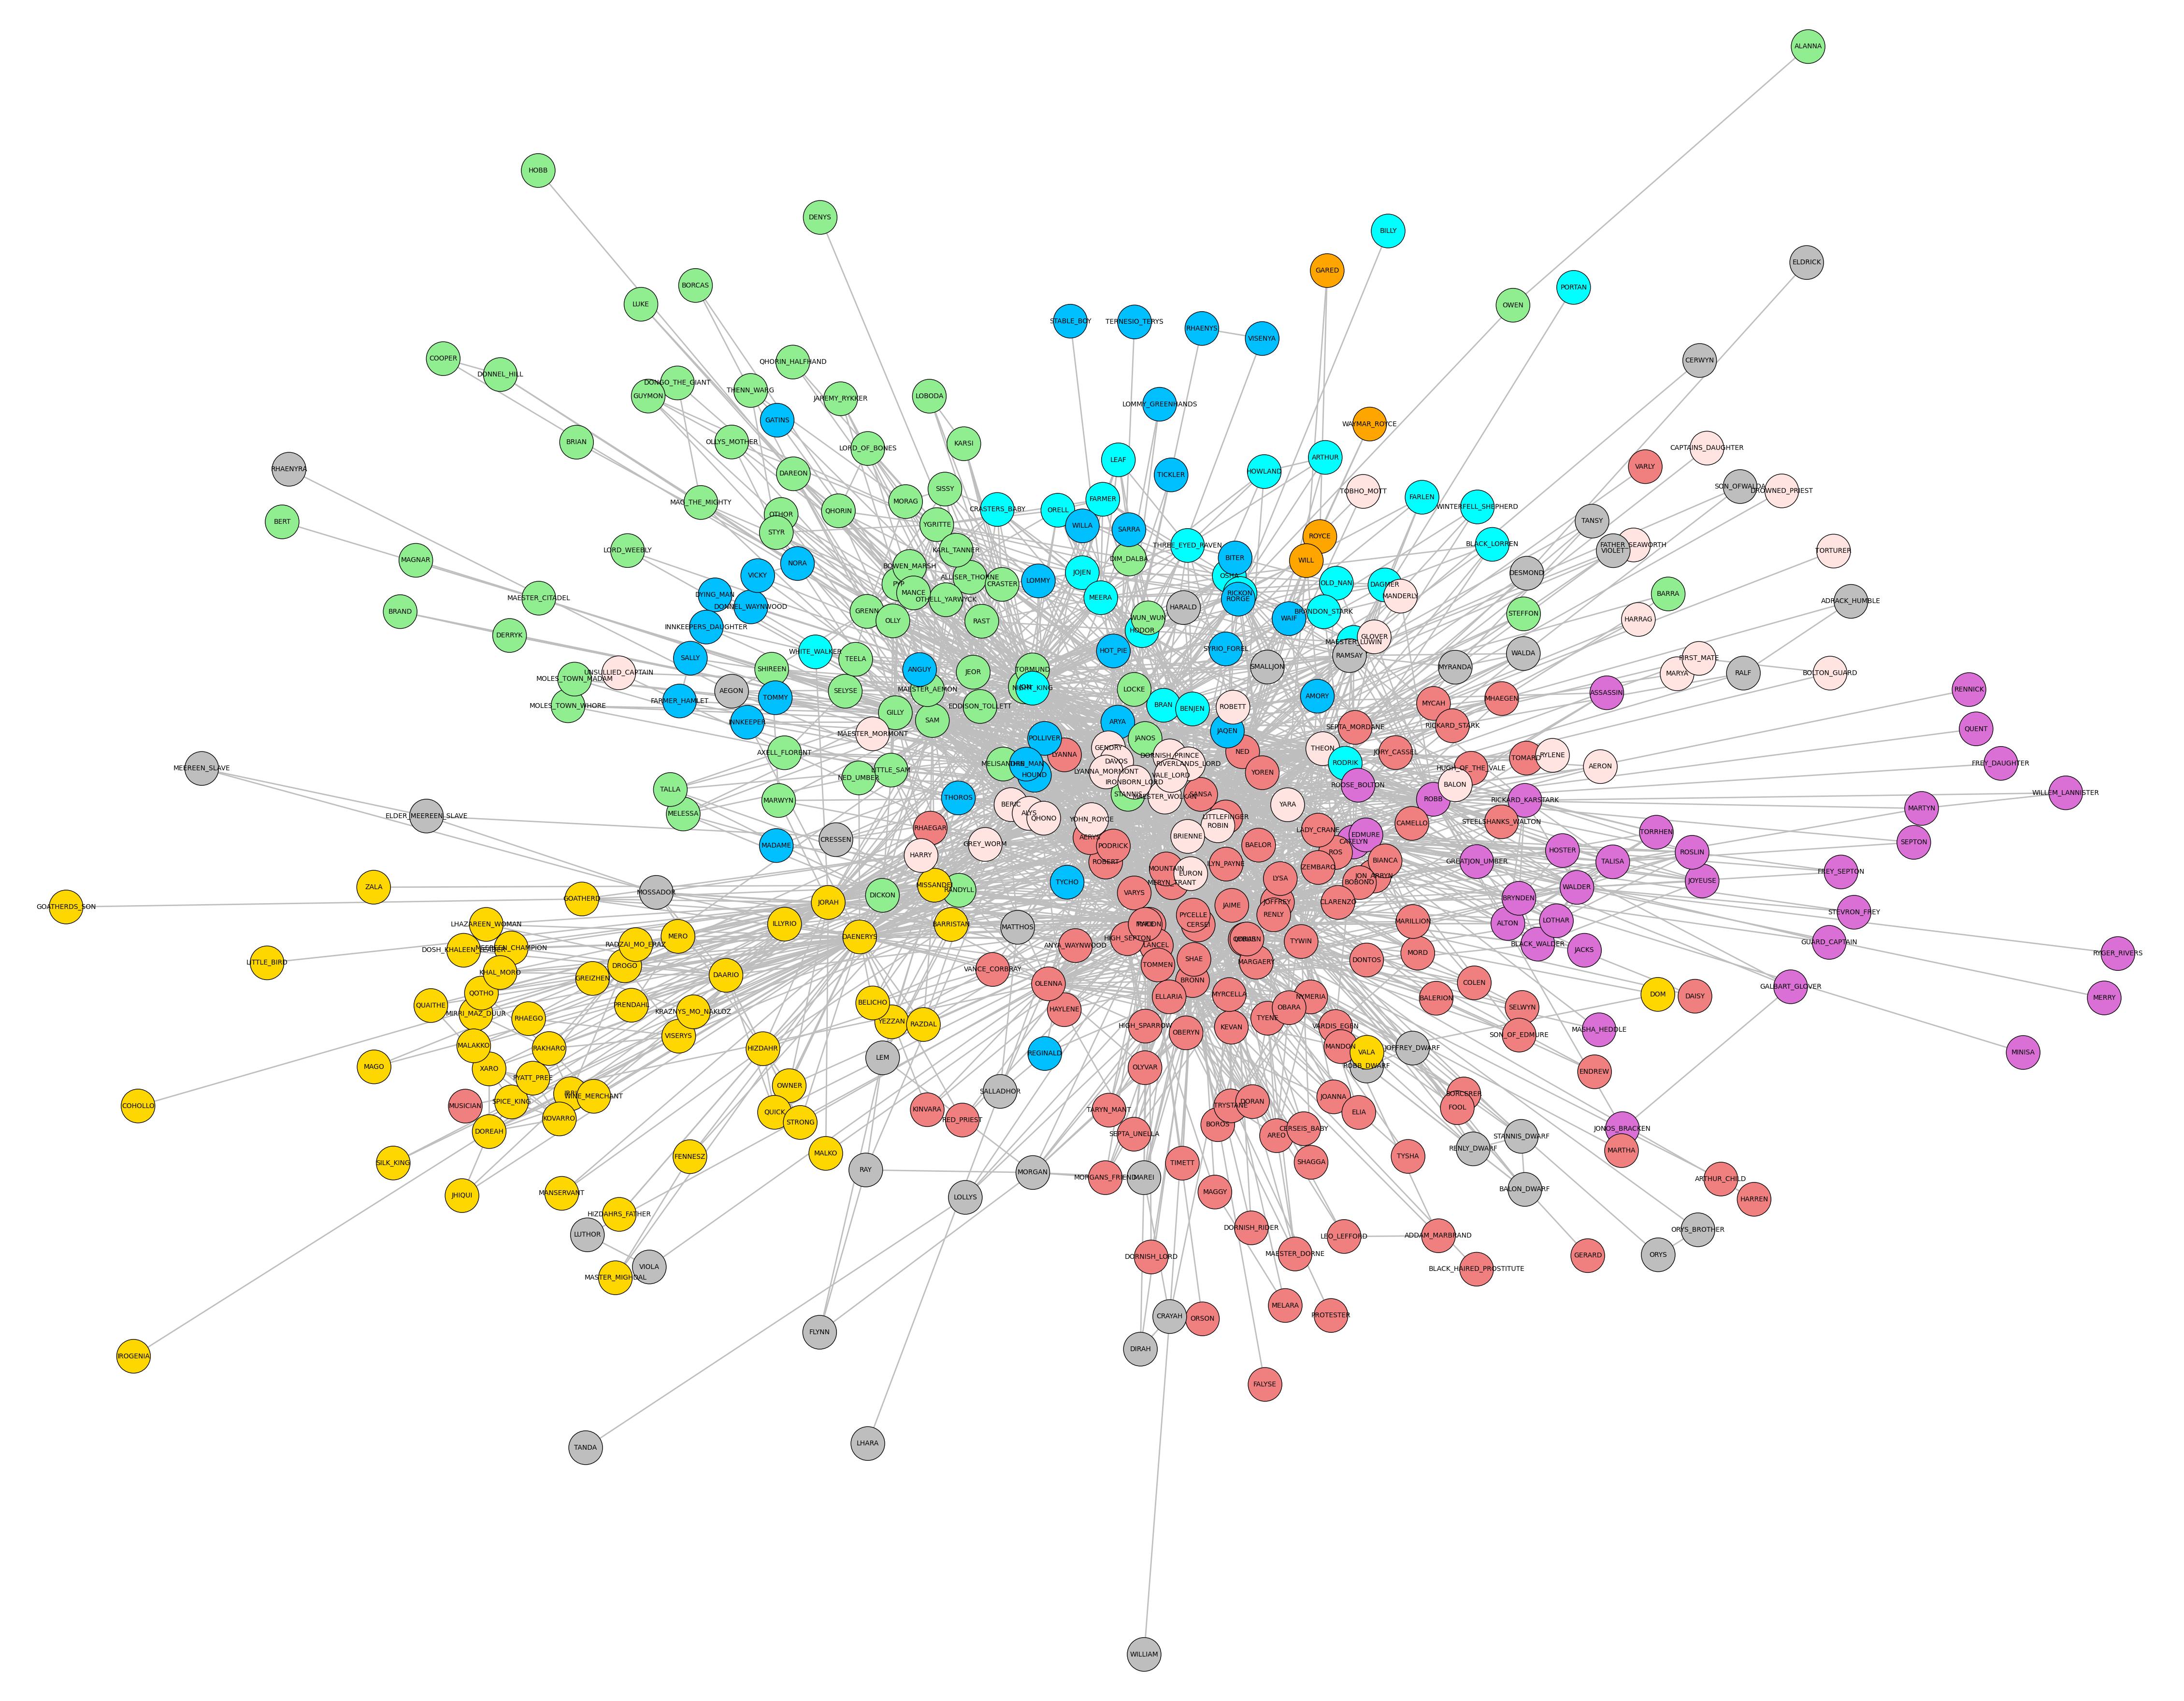 ALANNA
HOBB
DENYS
BILLY
ELDRICK
GARED
BORCAS
PORTAN
LUKE
OWEN
STABLE_BOY
TERNESIO_TERYS
RHAENYS
VISENYA
COOPER
QHORIN_HALFHAND
CERWYN
DONNEL_HILL
DONGO_THE_GIANT
THENN_WARG
GUYMON
JAREMY_RYKKER
LOBODA
LOMMY_GREENHANDS
GATINS
WAYMAR_ROYCE
BRIAN
OLLYS_MOTHER
LORD_OF_BONES
KARSI
CAPTAINS_DAUGHTER
LEAF
ARTHUR
RHAENYRA
DAREON
TICKLER
HOWLAND
VARLY
SISSY
TOBHO_MOTT
SON_OFWALDA
DROWNED_PRIEST
MAG_THE_MIGHTY
MORAG
FARMER
FARLEN
WINTERFELL_SHEPHERD
OTHOR
QHORIN
CRASTERS_BABY
ORELL
BERT
STYR
YGRITTE
WILLA
SARRA
TANSY
ROYCE
LORD_WEEBLY
KARL_TANNER
THREE_EYED_RAVEN
BLACK_LORREN
FATHER_SEAWORTH
VIOLET
TORTURER
MAGNAR
NORA
BOWEN_MARSH
DIM_DALBA
BITER
WILL
VICKY
ALLISER_THORNE
JOJEN
OSHA
DESMOND
PYP
CRASTER
LOMMY
OLD_NAN
DAGMER
MAESTER_CITADEL
DYING_MAN
MANCE
OTHELL_YARWYCK
MEERA
RICKON
RORGE
MANDERLY
BARRA
ADRACK_HUMBLE
BRAND
DONNEL_WAYNWOOD
GRENN
HARALD
BRANDON_STARK
STEFFON
INNKEEPERS_DAUGHTER
OLLY
RAST
WUN_WUN
HODOR
WAIF
HARRAG
DERRYK
WHITE_WALKER
HOT_PIE
SYRIO_FOREL
MAESTER_LUWIN
GLOVER
RAMSAY
SALLY
TEELA
SMALLJON
MYRANDA
WALDA
FIRST_MATE
SHIREEN
ANGUY
JEOR
TORMUND
UNSULLIED_CAPTAIN
MOLES_TOWN_MADAM
MARYA
RALF
BOLTON_GUARD
AEGON
SELYSE
MAESTER_AEMON
NIGHT_KING
LOCKE
ASSASSIN
RENNICK
FARMER_HAMLET
TOMMY
AMORY
MHAEGEN
MOLES_TOWN_WHORE
EDDISON_TOLLETT
BRAN
BENJEN
ROBETT
MYCAH
INNKEEPER
GILLY
SAM
ARYA
JAQEN
SEPTA_MORDANE
RICKARD_STARK
QUENT
MAESTER_MORMONT
POLLIVER
JANOS
AXELL_FLORENT
LYANNA
GENDRY
NED
THEON
JORY_CASSEL
TOMARD
RYLENE
MEEREEN_SLAVE
MELISANDRE
DAVOS
DORNISH_PRINCE
RIVERLANDS_LORD
RODRIK
HUGH_OF_THE_VALE
AERON
FREY_DAUGHTER
LITTLE_SAM
NED_UMBER
HOUND
LYANNA_MORMONT
VALE_LORD
YOREN
ROOSE_BOLTON
BALON
TALLA
IRONBORN_LORD
STANNIS
MAESTER_WOLKAN
SANSA
ROBB
RICKARD_KARSTARK
WILLEM_LANNISTER
MELESSA
MARWYN
THOROS
BERIC
ALYS
QHONO
YARA
MARTYN
ELDER_MEEREEN_SLAVE
RHAEGAR
YOHN_ROYCE
LITTLEFINGER
ROBIN
LADY_CRANE
CAMELLO
STEELSHANKS_WALTON
TORRHEN
CRESSEN
MADAME
GREY_WORM
AERYS
PODRICK
BRIENNE
BAELOR
EDMURE
CATELYN
SEPTON
HARRY
ROBERT
ILYN_PAYNE
ROS
BIANCA
HOSTER
ROSLIN
GREATJON_UMBER
TALISA
ZALA
MISSANDEI
TYCHO
MOUNTAIN
EURON
MERYN_TRANT
LYSA
ZEMBARO
JON_ARRYN
BOBONO
JOYEUSE
FREY_SEPTON
GOATHERDS_SON
GOATHERD
MOSSADOR
JORAH
DICKON
RANDYLL
VARYS
JAIME
JOFFREY
CLARENZO
WALDER
BRYNDEN
STEVRON_FREY
LHAZAREEN_WOMAN
ILLYRIO
BARRISTAN
MATTHOS
PYCELLE
CERSEI
RENLY
MARILLION
ALTON
LOTHAR
DOSH_KHALEEN_LEADER
MEEREEN_CHAMPION
RADZAI_MO_ERAZ
MERO
DAENERYS
ANYA_WAYNWOOD
HIGH_SEPTON
LANCEL
TYWIN
BLACK_WALDER
JACKS
GUARD_CAPTAIN
LITTLE_BIRD
DROGO
VANCE_CORBRAY
TOMMEN
SHAE
MARGAERY
DONTOS
MORD
ROGER_RIVERS
KHAL_MORO
GREIZHEN
DAARIO
OLENNA
BRONN
COLEN
GALBART_GLOVER
QOTHO
QUAITHE
PRENDAHL
BELICHO
HAYLENE
ELLARIA
MYRCELLA
NYMERIA
BALERION
DOM
DAISY
MERRY
MIRRI_MAZ_DUUR
RHAEGO
KRAZNYS_MO_NAKLOZ
YEZZAN
RAZDAL
OBARA
SELWYN
VISERYS
HIGH_SPARROW
OBERYN
KEVAN
TYENE
VARDIS_EGEN
SON_OF_EDMURE
MASHA_HEDDLE
MALAKKO
RAKHARO
HIZDAHR
LEM
REGINALD
MANDON
VALA
JOFFREY_DWARF
MINISA
MAGO
XARO
PYATT_PREE
OWNER
OLYVAR
ROBB_DWARF
ENDREW
COHOLLO
MUSICIAN
SPICE_KING
WINE_MERCHANT
SALLADHOR
JOANNA
SORCERER
FOOL
QUICK
KINVARA
RED_PRIEST
TARYN_MANT
TRYSTANE
DORAN
ELIA
KOVARRO
STRONG
BOROS
DOREAH
SEPTA_UNELLA
AREO
CERSEIS_BABY
STANNIS_DWARF
JONOS_BRACKEN
SILK_KING
FENNESZ
MALKO
TIMETT
SHAGGA
TYSHA
RENLY_DWARF
MARTHA
RAY
MORGAN
MORGANS_FRIEND
MAREI
JHIQUI
MANSERVANT
LOLLYS
MAGGY
BALON_DWARF
ARTHUR_CHILD
HARREN
HIZDAHRS_FATHER
DORNISH_RIDER
LUTHOR
LEO_LEFFORD
ADDAM_MARBRAND
ORYS_BROTHER
VIOLA
DORNISH_LORD
MAESTER_DORNE
GERARD
ORYS
MASTER_MIGHDAL
BLACK_HAIRED_PROSTITUTE
MELARA
CRAYAH
ORSON
PROTESTER
FLYNN
DIRAH
IROGENIA
FALYSE
TANDA
LHARA
WILLIAM